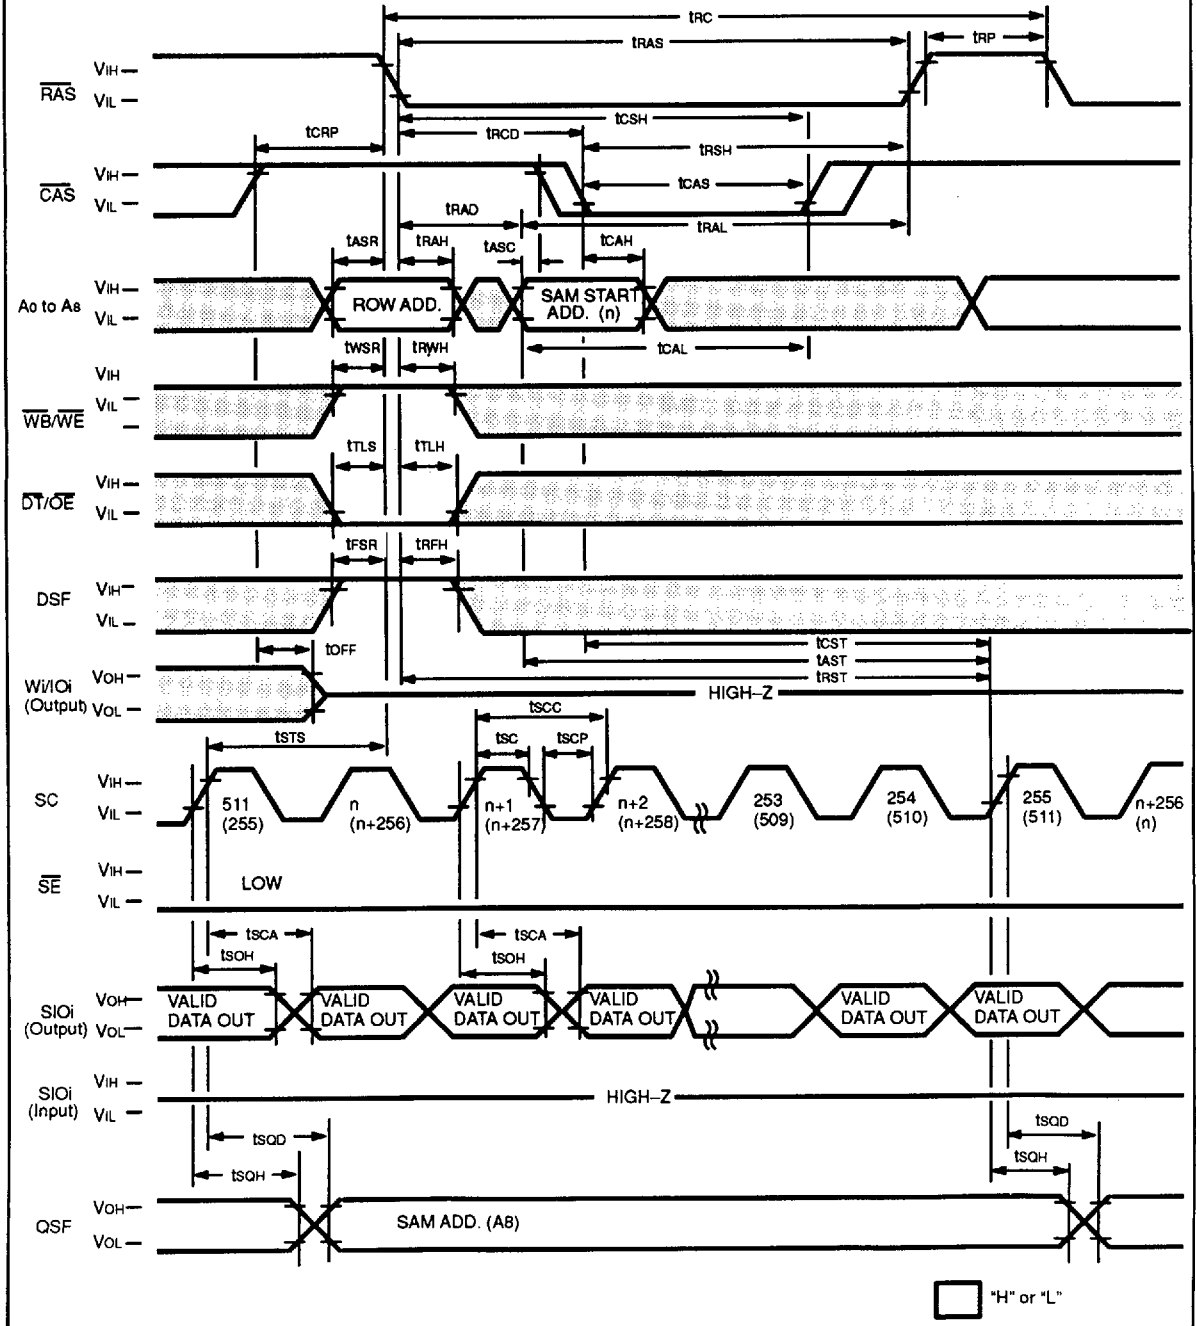 tRC
tRAS
tRP
RAS
VIH
VIL
tCSH
tCRP
tRCD
tRSH
CAS
VIH
VIL
tCAS
tRAD
tRAL
tASR
tRAH
tASC
tCAH
A0 to A8
VIH
VIL
ROW ADD.
SAM START
ADD. (n)
tCAL
tWSR
tRWH
WB/WE
VIH
VIL
tTLS
tTLH
DT/OE
VIH
VIL
tFSR
tRFH
DSF
VIH
VIL
tOFF
tCST
tAST
tRST
Wi/IOi
(Output)
VOH
VOL
HIGH–Z
tSCC
tSTS
tSC
tSCP
SC
VIH
VIL
511
(255)
n
(n+256)
n+1
(n+257)
n+2
(n+258)
253
(509)
254
(510)
255
(511)
n+256
(n)
SE
VIH
VIL
LOW
tSCA
tSCA
tSOH
tSOH
SIOi
(Output)
VOH
VOL
VALID
DATA OUT
VALID
DATA OUT
VALID
DATA OUT
VALID
DATA OUT
VALID
DATA OUT
VALID
DATA OUT
SIOi
(Input)
VIH
VIL
HIGH–Z
tSQD
tSQD
tSQH
tSQH
QSF
VOH
VOL
SAM ADD. (A8)
"H" or "L"